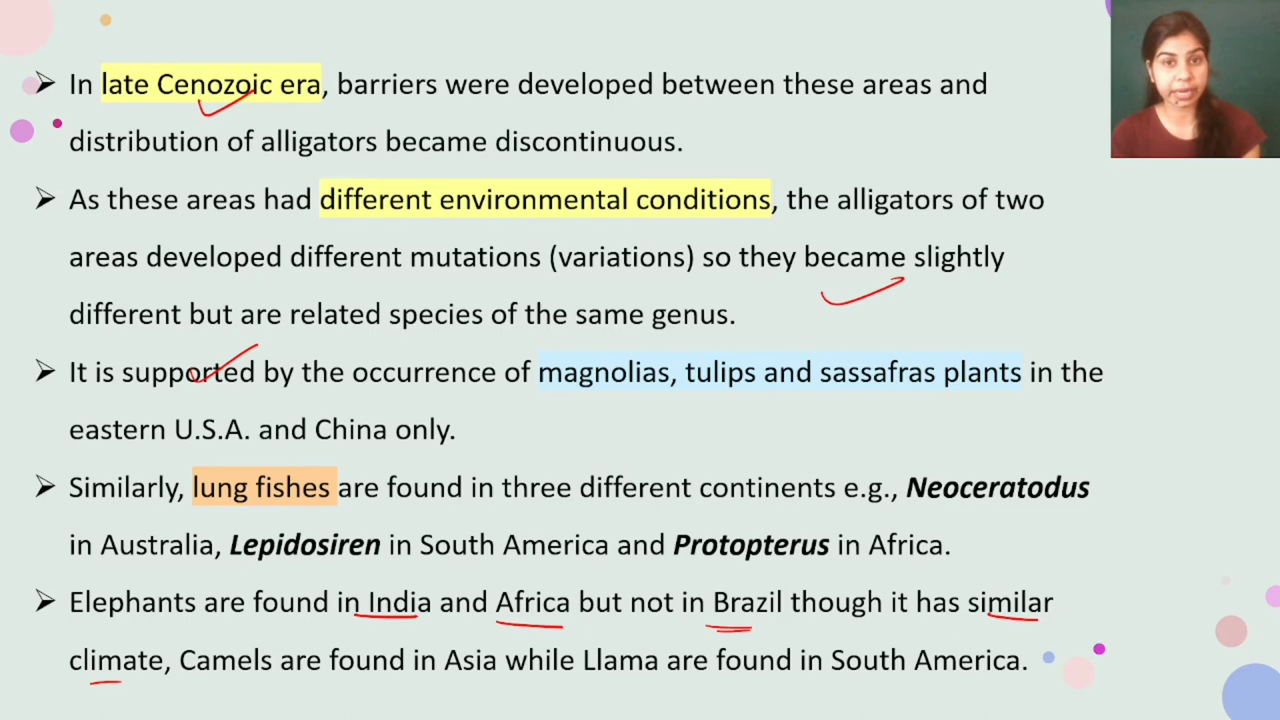 ➢ In late Cenozoic era, barriers were developed between these areas and
distribution of alligators became discontinuous.
➢ As these areas had different environmental conditions, the alligators of two
areas developed different mutations (variations) so they became slightly
different but are related species of the same genus.
➢ It is supported by the occurrence of magnolias, tulips and sassafras plants in the
eastern U.S.A. and China only.
➢ Similarly, lung fishes are found in three different continents e.g., Neoceratodus
in Australia, Lepidosiren in South America and Protopterus in Africa.
➢ Elephants are found in India and Africa but not in Brazil though it has similar
climate, Camels are found in Asia while Llama are found in South America.